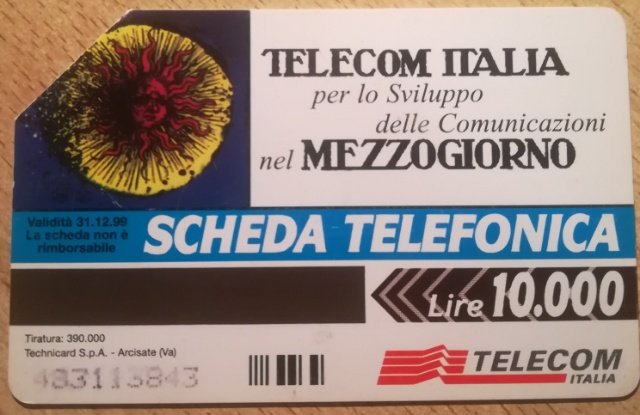 TELECOM ITALIA
per lo Sviluppo
delle Comunicazioni
nel MEZZOGIORNO
Validità 31.12.99
La scheda non è
rimborsabile
SCHEDA TELEFONICA
Lire 10.000
Tiratura: 390.000
Technicard S.p.A. - Arcisate (Va)
483113843
TELECOM
ITALIA